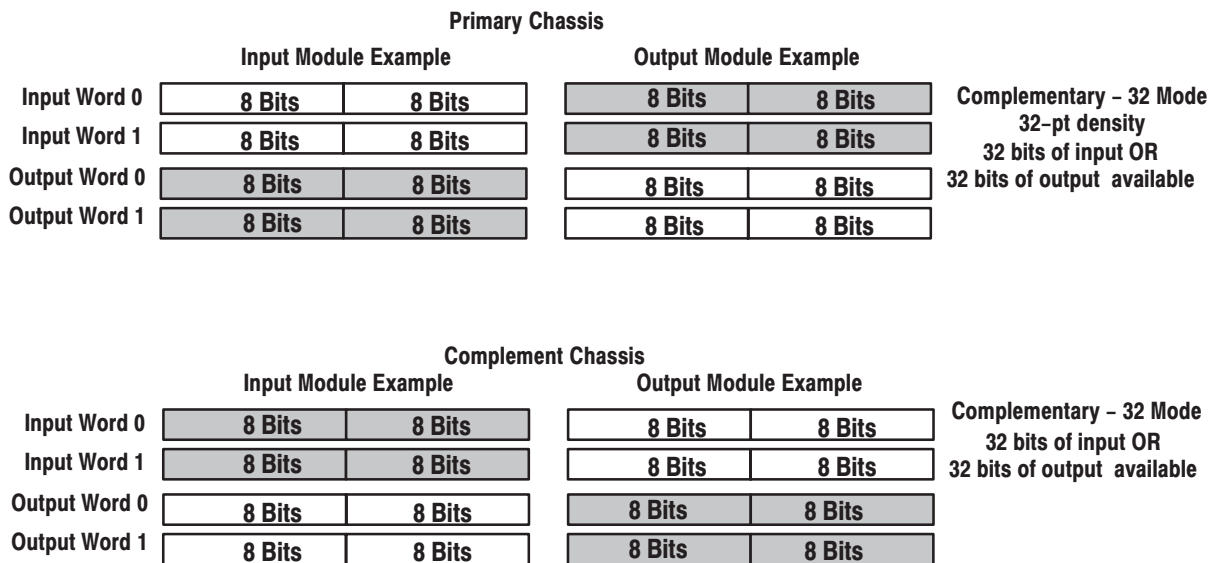 Primary Chassis
Input Module Example Output Module Example
Input Word 0 8 Bits 8 Bits 8 Bits 8 Bits Complementary – 32 Mode
Input Word 1 8 Bits 8 Bits 8 Bits 8 Bits 32–pt density
32 bits of input OR
Output Word 0 8 Bits 8 Bits 8 Bits 8 Bits 32 bits of output available
Output Word 1 8 Bits 8 Bits 8 Bits 8 Bits
Complement Chassis
Input Module Example Output Module Example
Input Word 0 8 Bits 8 Bits 8 Bits 8 Bits Complementary – 32 Mode
32 bits of input OR
Input Word 1 8 Bits 8 Bits 8 Bits 8 Bits 32 bits of output available
Output Word 0 8 Bits 8 Bits 8 Bits 8 Bits
Output Word 1 8 Bits 8 Bits 8 Bits 8 Bits